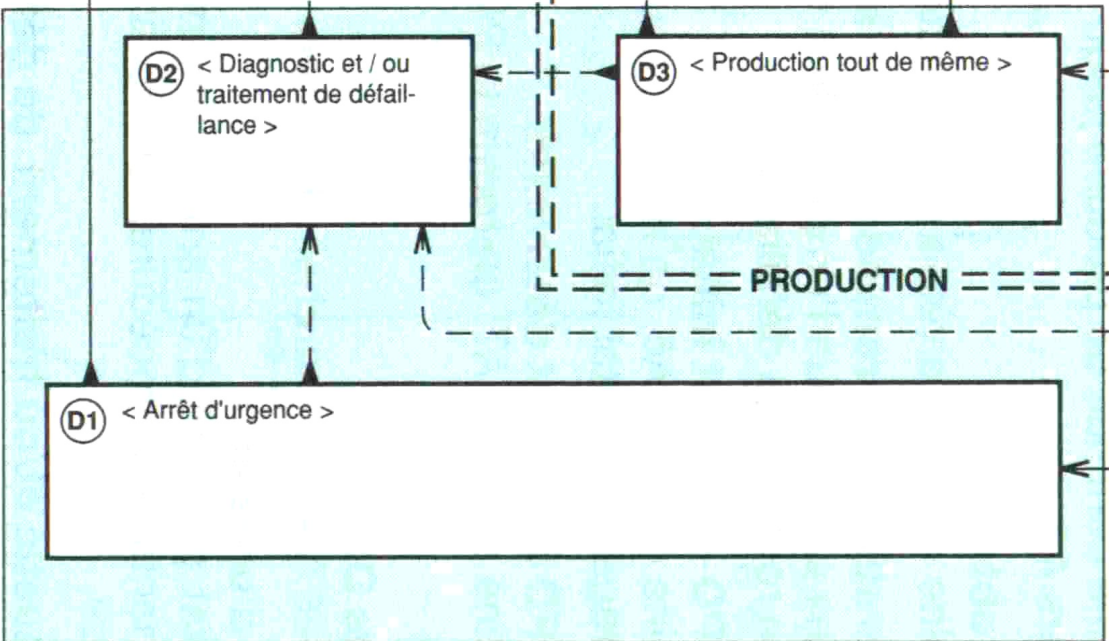 D2 < Diagnostic et / ou
traitement de défail-
lance >
D3 < Production tout de même >
PRODUCTION
D1 < Arrêt d'urgence >